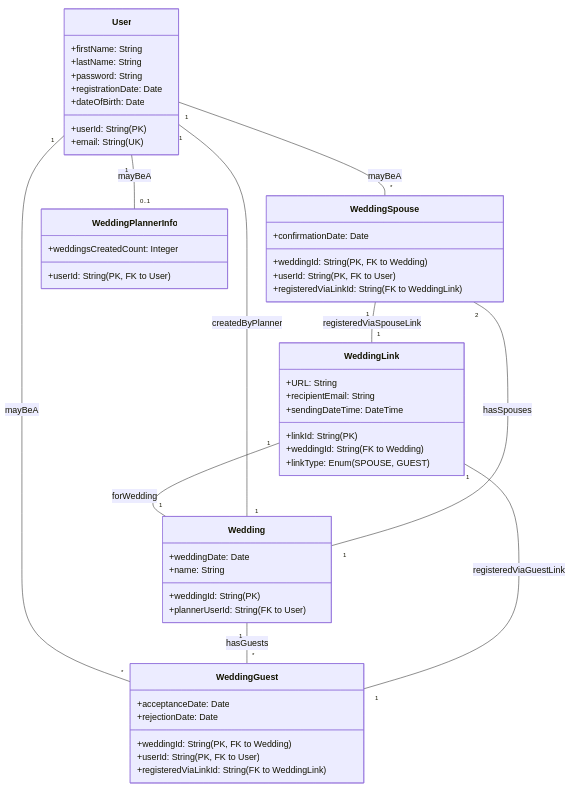 User
+firstName: String
+lastName: String
+password: String
+registrationDate: Date
+dateOfBirth: Date
+userId: String(PK)
+email: String(UK)
1
1
1
1
mayBeA
0..1
mayBeA
*
WeddingPlannerInfo
+weddingsCreatedCount: Integer
+userId: String(PK, FK to User)
WeddingSpouse
+confirmationDate: Date
+weddingId: String(PK, FK to Wedding)
+userId: String(PK, FK to User)
+registeredViaLinkId: String(FK to WeddingLink)
1
2
createdByPlanner
registeredViaSpouseLink
1
WeddingLink
+URL: String
+recipientEmail: String
+sendingDateTime: DateTime
+linkId: String(PK)
+weddingId: String(FK to Wedding)
+linkType: Enum(SPOUSE, GUEST)
mayBeA
hasSpouses
1
1
forWedding
1
1
Wedding
+weddingDate: Date
+name: String
+weddingId: String(PK)
+plannerUserId: String(FK to User)
1
registeredViaGuestLink
1
hasGuests
*
*
WeddingGuest
+acceptanceDate: Date
+rejectionDate: Date
+weddingId: String(PK, FK to Wedding)
+userId: String(PK, FK to User)
+registeredViaLinkId: String(FK to WeddingLink)
1